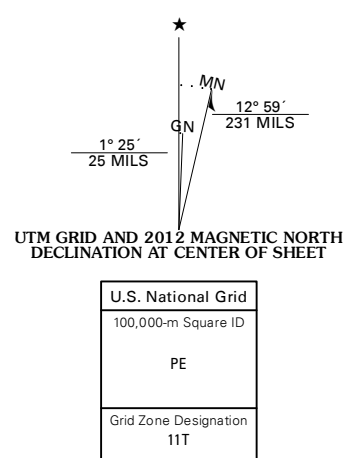 ★
MN
12° 59´
231 MILS
GN
1° 25´
25 MILS
UTM GRID AND 2012 MAGNETIC NORTH
DECLINATION AT CENTER OF SHEET
U.S. National Grid
100,000-m Square ID
PE
Grid Zone Designation
11T